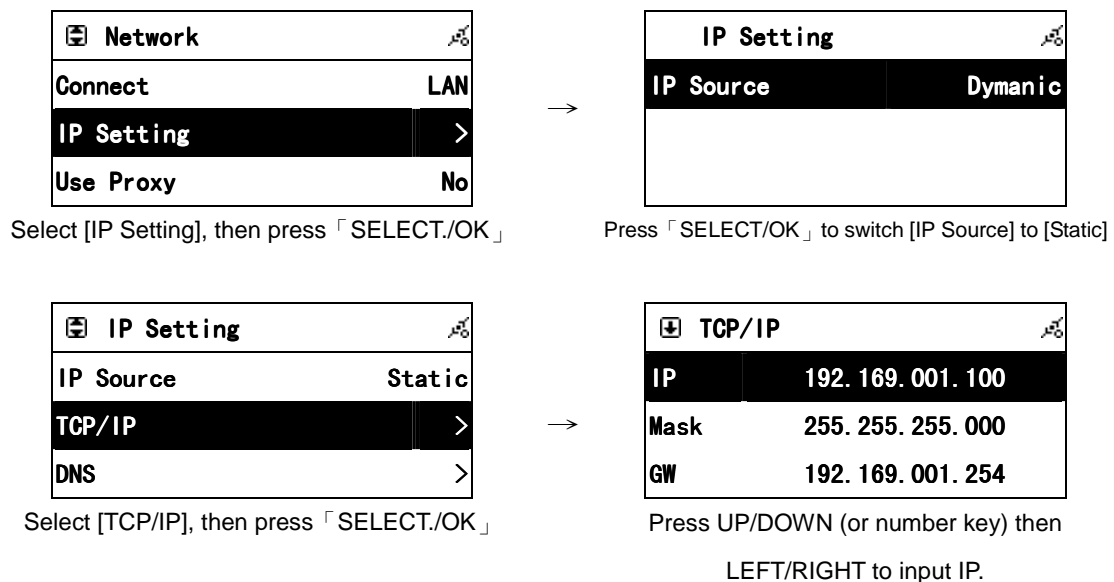 Network
Connect LAN
IP Setting >
Use Proxy No
Select [IP Setting], then press「SELECT./OK」
→
IP Setting
IP Source Dymanic
Press「SELECT/OK」to switch [IP Source] to [Static]
IP Setting
IP Source Static
TCP/IP >
DNS >
Select [TCP/IP], then press「SELECT./OK」
→
TCP/IP
IP 192.169.001.100
Mask 255.255.255.000
GW 192.169.001.254
Press UP/DOWN (or number key) then
LEFT/RIGHT to input IP.